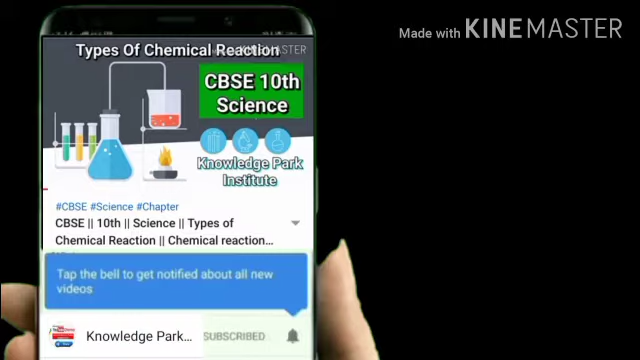 Made with KINEMASTER
Types Of Chemical Reaction
KINEMASTER
CBSE 10th
Science
Knowledge Park
Institute
#CBSE #Science #Chapter
CBSE || 10th || Science || Types of
Chemical Reaction || Chemical reaction...
Tap the bell to get notified about all new
videos
Knowledge Park... SUBSCRIBED